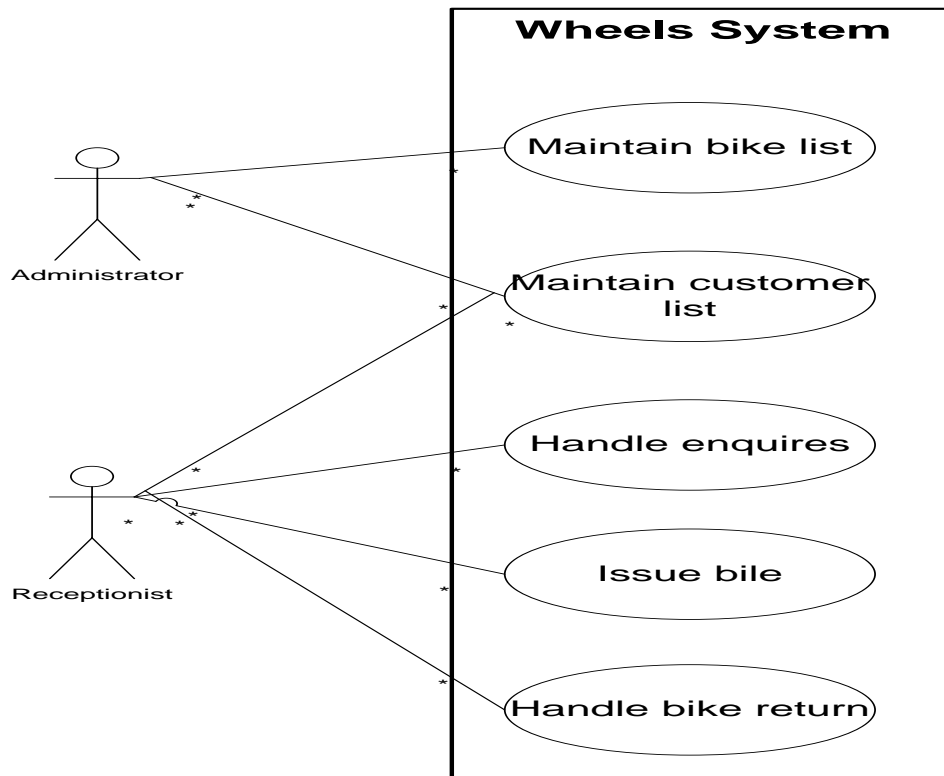 Wheels System
Maintain bike list
*
*
*
Administrator
Maintain customer
list
*
*
Handle enquires
*
*
*
*
*
Receptionist
Issue bile
*
*
Handle bike return